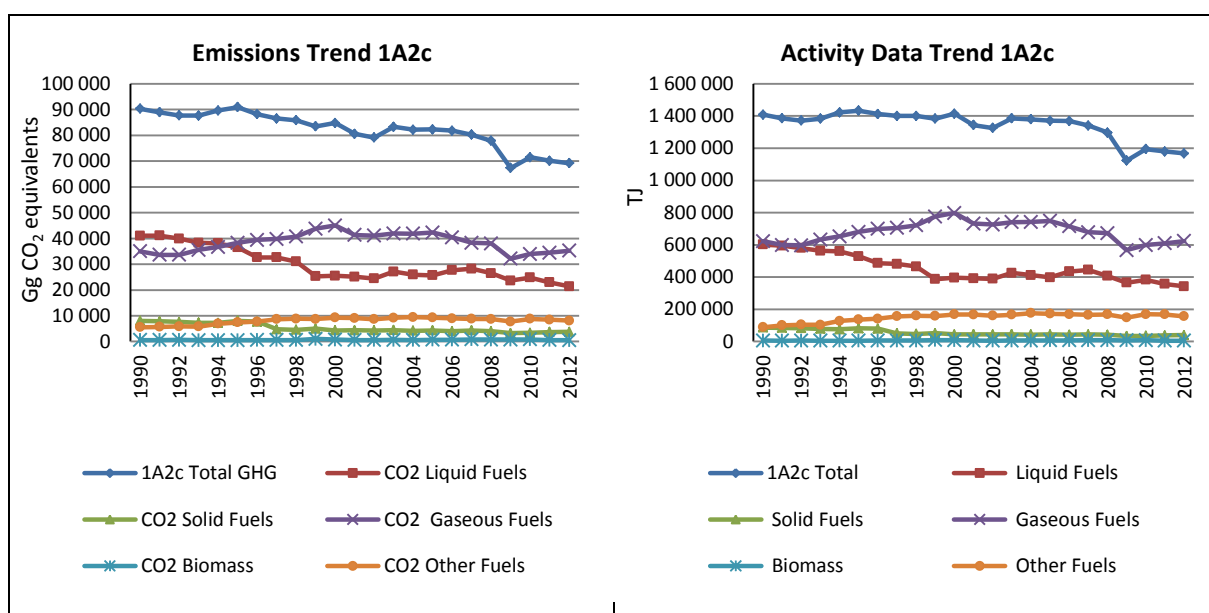 Emissions Trend 1A2c
Gg CO₂ equivalents
100 000
90 000
80 000
70 000
60 000
50 000
40 000
30 000
20 000
10 000
0
1990
1992
1994
1996
1998
2000
2002
2004
2006
2008
2010
2012
1A2c Total GHG
CO2 Liquid Fuels
CO2 Solid Fuels
CO2 Gaseous Fuels
CO2 Biomass
CO2 Other Fuels
Activity Data Trend 1A2c
TJ
1 600 000
1 400 000
1 200 000
1 000 000
800 000
600 000
400 000
200 000
0
1990
1992
1994
1996
1998
2000
2002
2004
2006
2008
2010
2012
1A2c Total
Liquid Fuels
Solid Fuels
Gaseous Fuels
Biomass
Other Fuels